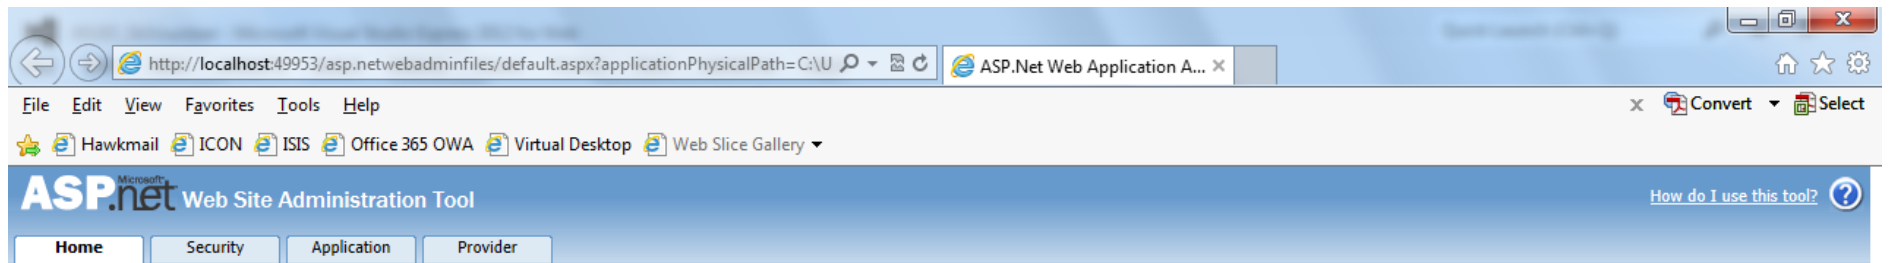 http://localhost:49953/asp.netwebadminfiles/default.aspx?applicationPhysicalPath=C:\U
ASP.Net Web Application A...
File Edit View Favorites Tools Help
x Convert Select
Hawkmail ICON ISIS Office 365 OWA Virtual Desktop Web Slice Gallery
Microsoft
ASP.net Web Site Administration Tool
How do I use this tool? ?
Home Security Application Provider